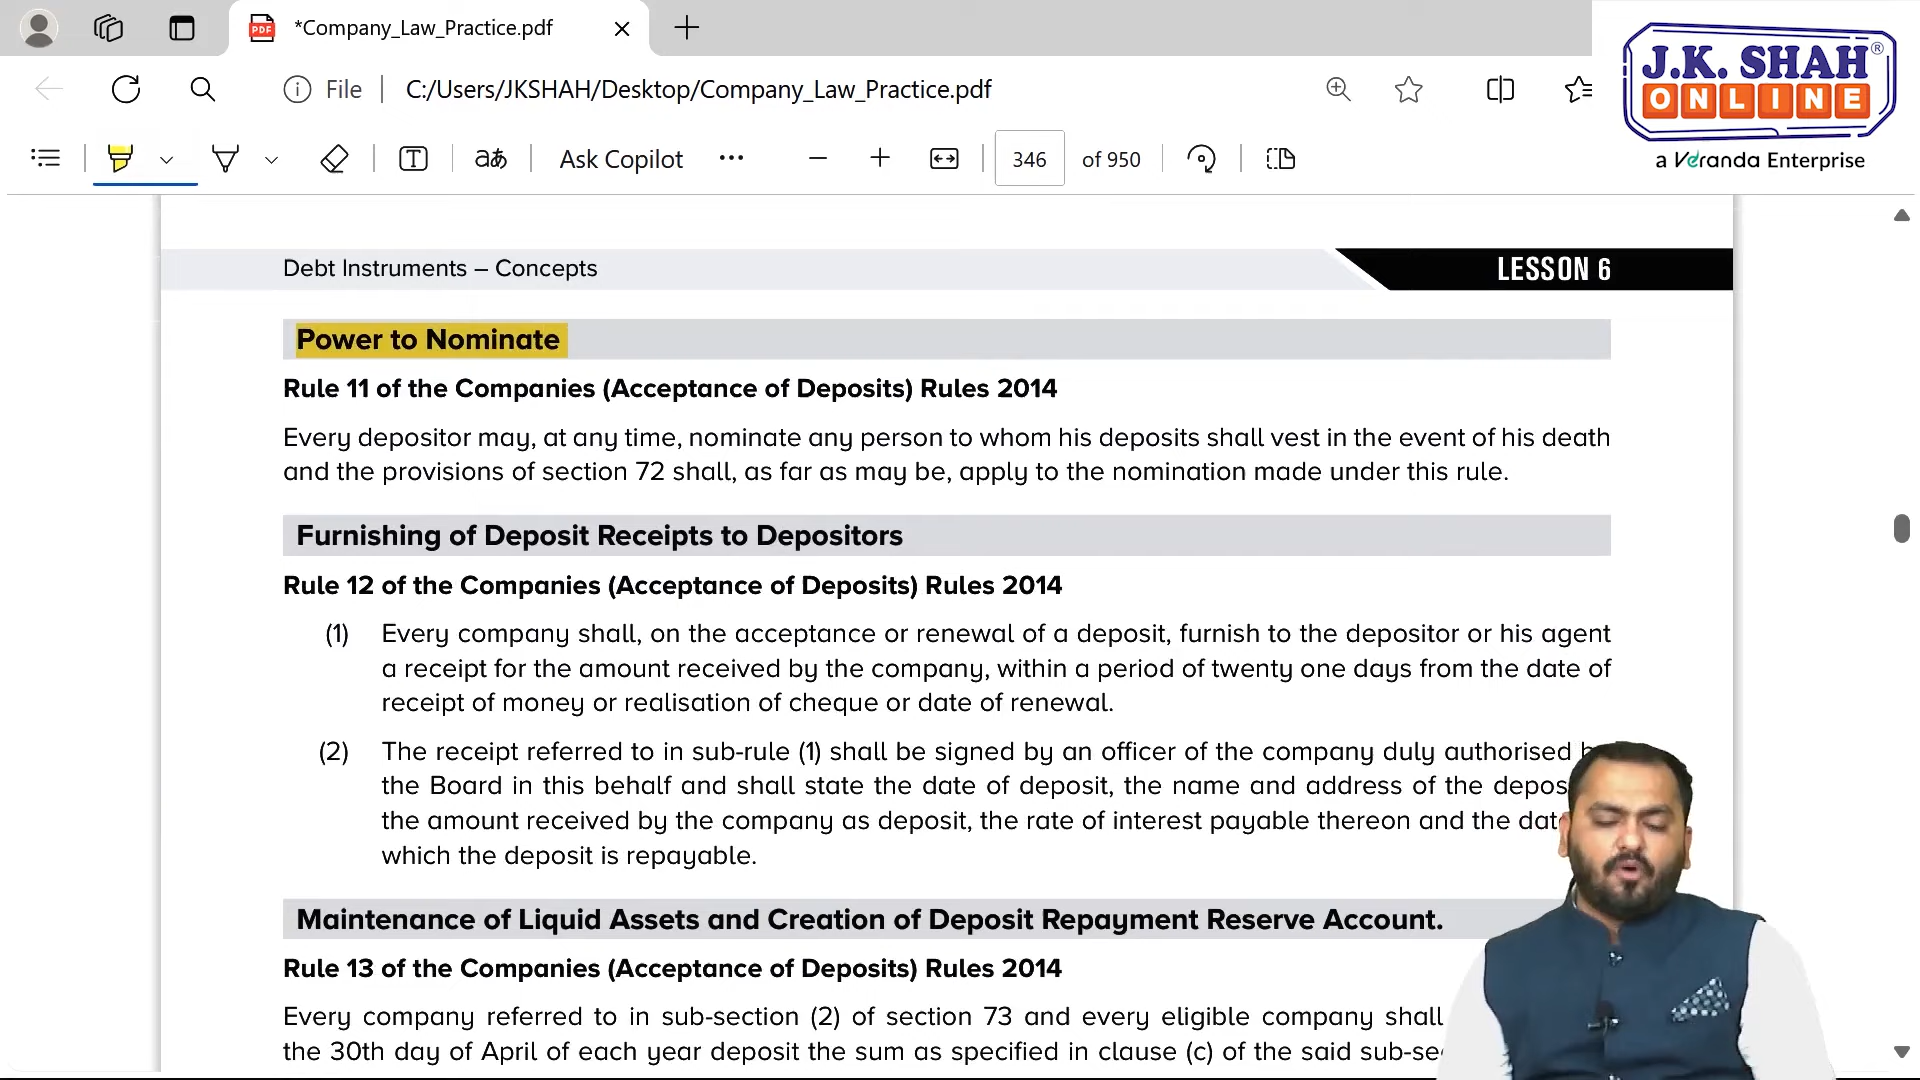 *Company_Law_Practice.pdf
File
C:/Users/JKSHAH/Desktop/Company_Law_Practice.pdf
J.K. SHAH®
ONLINE
a Veranda Enterprise
Ask Copilot
346 of 950
Debt Instruments – Concepts
LESSON 6
Power to Nominate
Rule 11 of the Companies (Acceptance of Deposits) Rules 2014
Every depositor may, at any time, nominate any person to whom his deposits shall vest in the event of his death
and the provisions of section 72 shall, as far as may be, apply to the nomination made under this rule.
Furnishing of Deposit Receipts to Depositors
Rule 12 of the Companies (Acceptance of Deposits) Rules 2014
(1) Every company shall, on the acceptance or renewal of a deposit, furnish to the depositor or his agent
a receipt for the amount received by the company, within a period of twenty one days from the date of
receipt of money or realisation of cheque or date of renewal.
(2) The receipt referred to in sub-rule (1) shall be signed by an officer of the company duly authorised
the Board in this behalf and shall state the date of deposit, the name and address of the
the amount received by the company as deposit, the rate of interest payable thereon and the
which the deposit is repayable.
Maintenance of Liquid Assets and Creation of Deposit Repayment Reserve Account.
Rule 13 of the Companies (Acceptance of Deposits) Rules 2014
Every company referred to in sub-section (2) of section 73 and every eligible company shall
the 30th day of April of each year deposit the sum as specified in clause (c) of the said